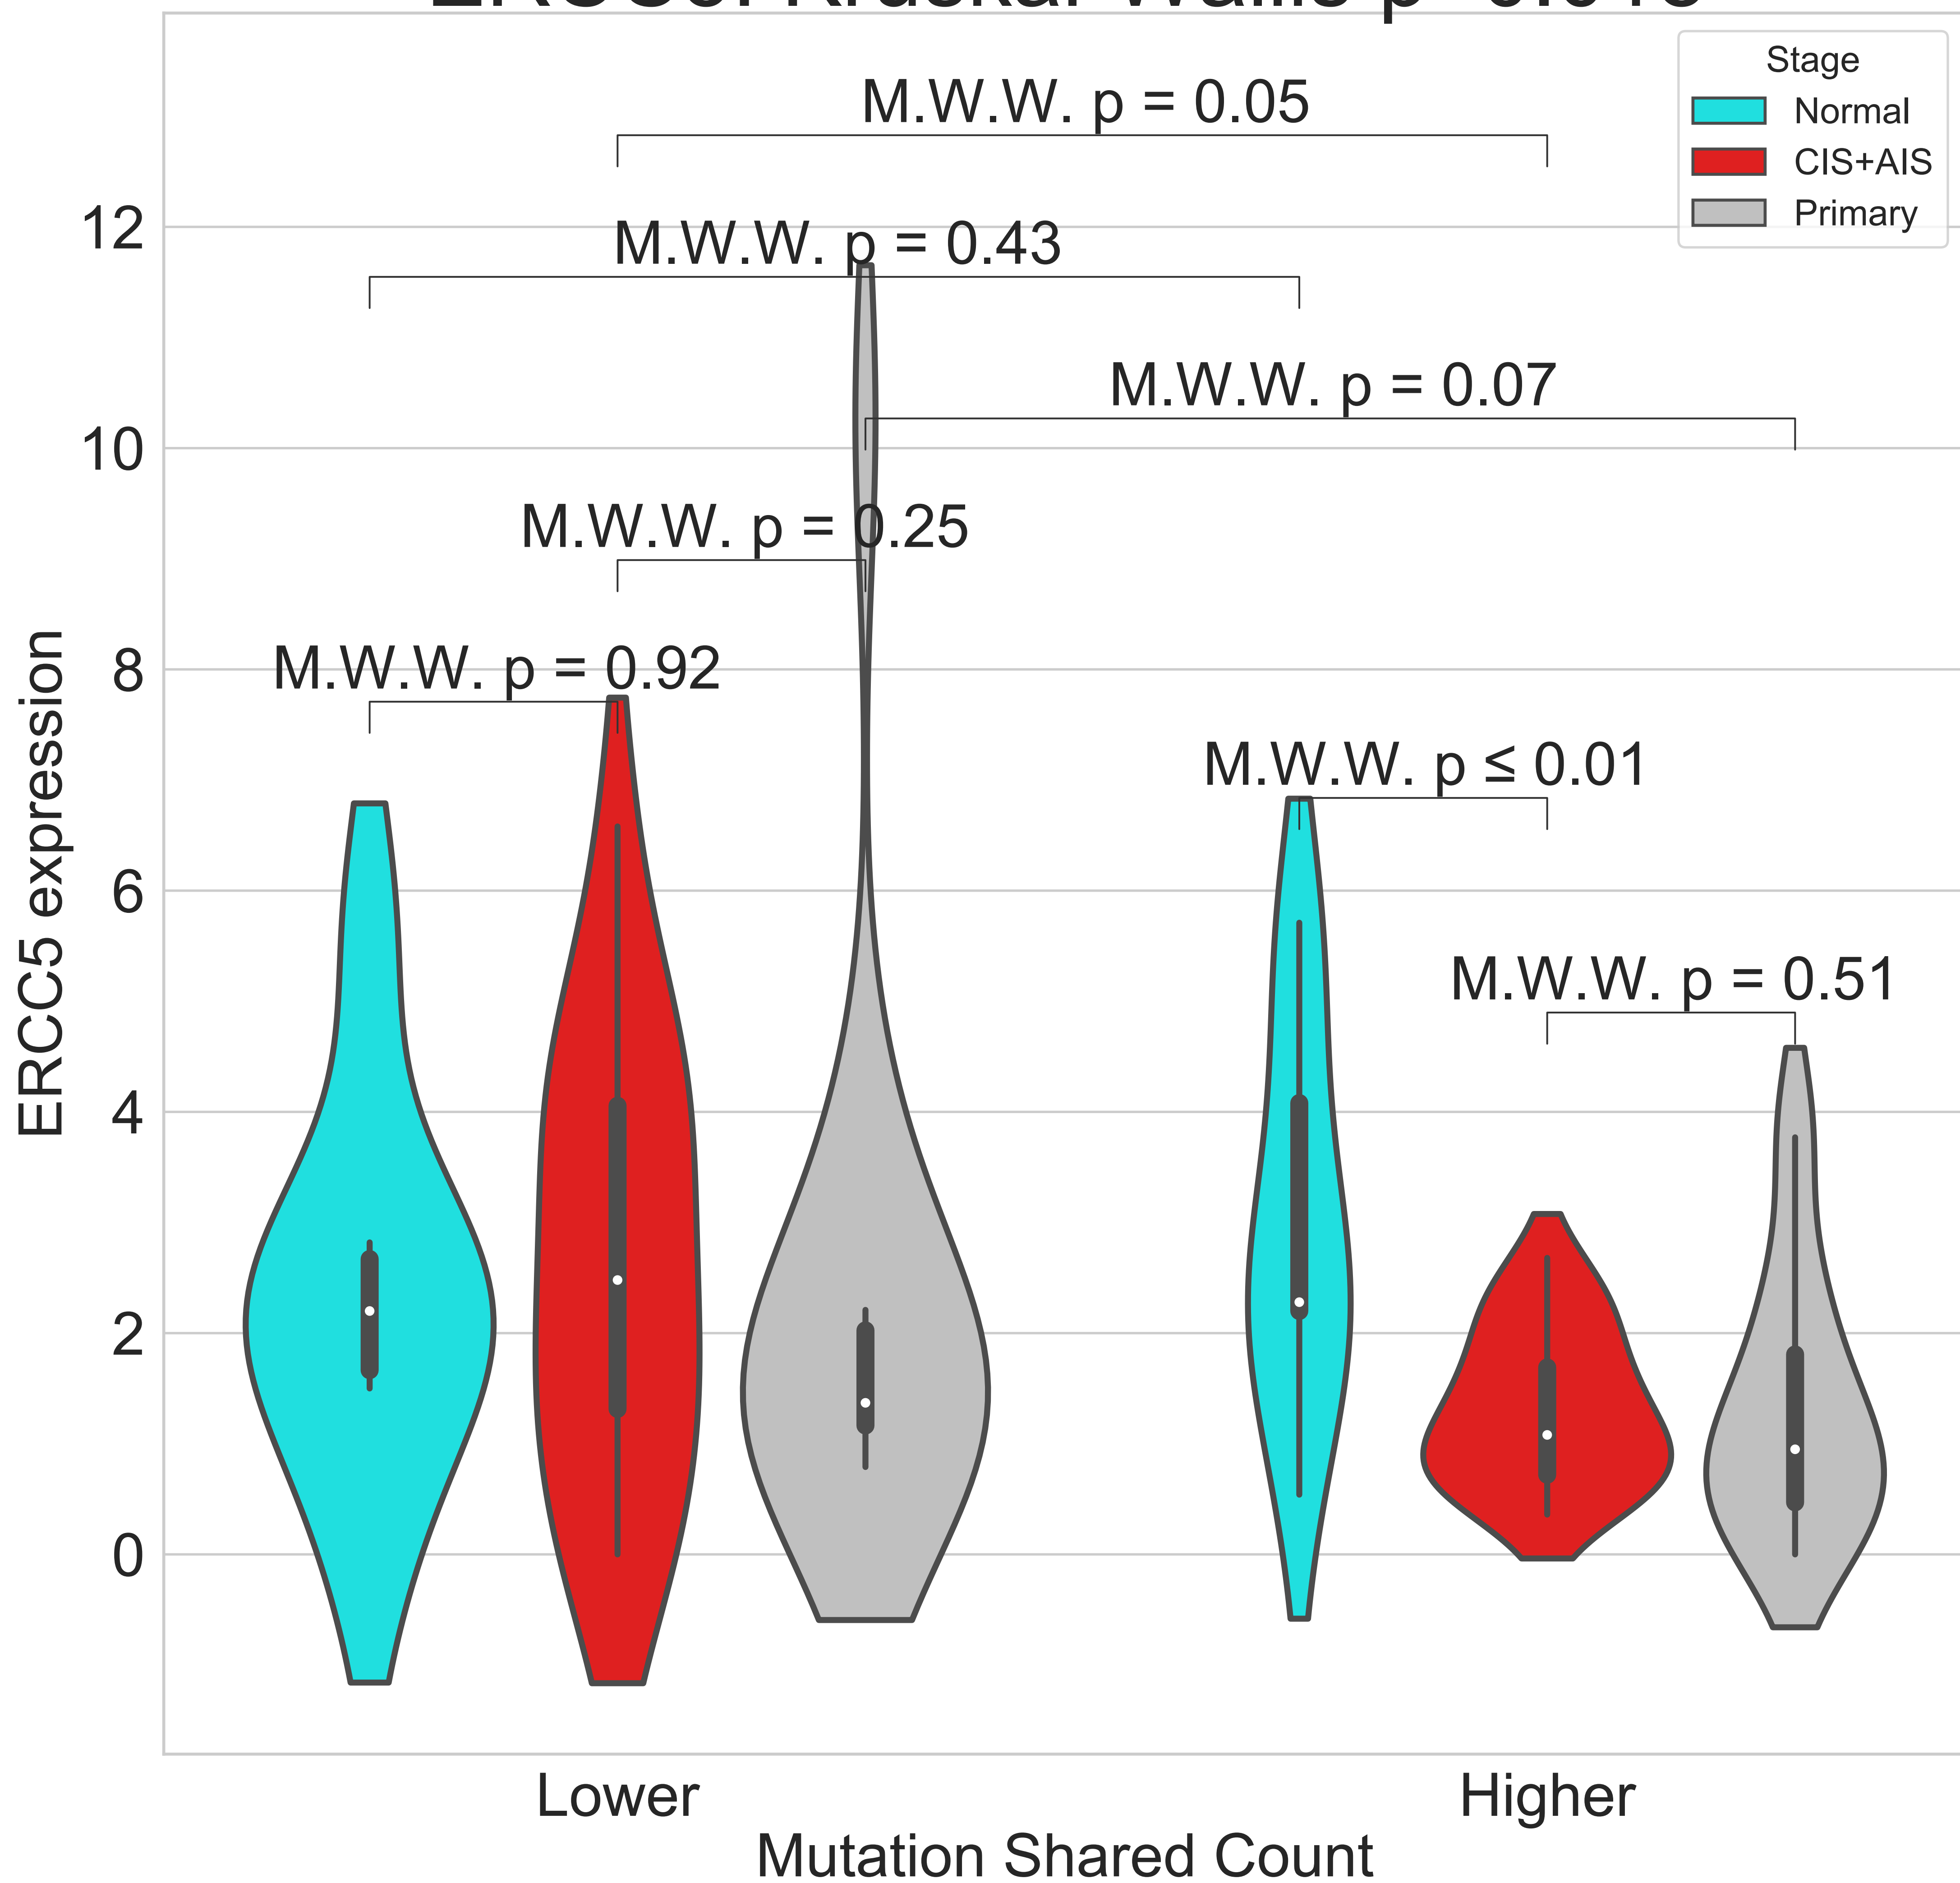 Stage
Normal
CIS+AIS
Primary
M.W.W. p = 0.05
M.W.W. p = 0.43
M.W.W. p = 0.07
M.W.W. p = 0.25
M.W.W. p = 0.92
M.W.W. p ≤ 0.01
M.W.W. p = 0.51
12
10
8
6
4
2
0
ERCC5 expression
Lower
Higher
Mutation Shared Count